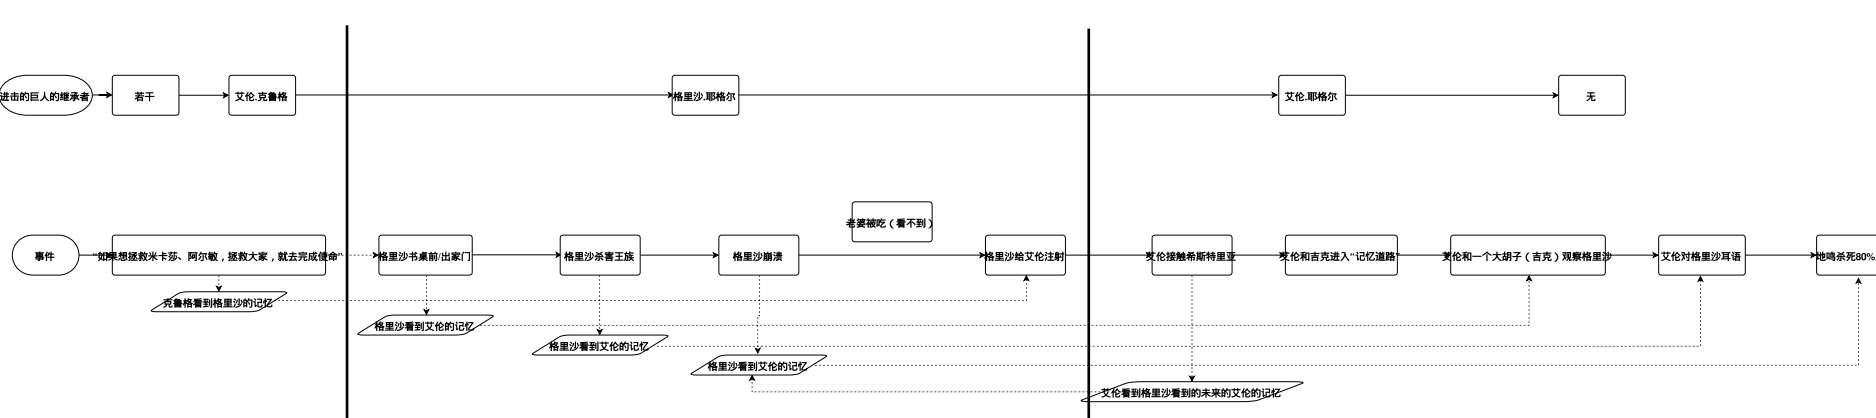 进击的巨人的继承者
若干
艾伦.克鲁格
格里沙.耶格尔
艾伦.耶格尔
无
老婆被吃（看不到）
事件
“如果想拯救米卡莎、阿尔敏，拯救大家，就去完成使命”
格里沙书桌前/出家门
格里沙杀害王族
格里沙崩溃
格里沙给艾伦注射
艾伦接触希斯特里亚
艾伦和吉克进入“记忆道路”
艾伦和一个大胡子（吉克）观察格里沙
艾伦对格里沙耳语
地鸣杀死80%
克鲁格看到格里沙的记忆
格里沙看到艾伦的记忆
格里沙看到艾伦的记忆
格里沙看到艾伦的记忆
艾伦看到格里沙看到的未来的艾伦的记忆